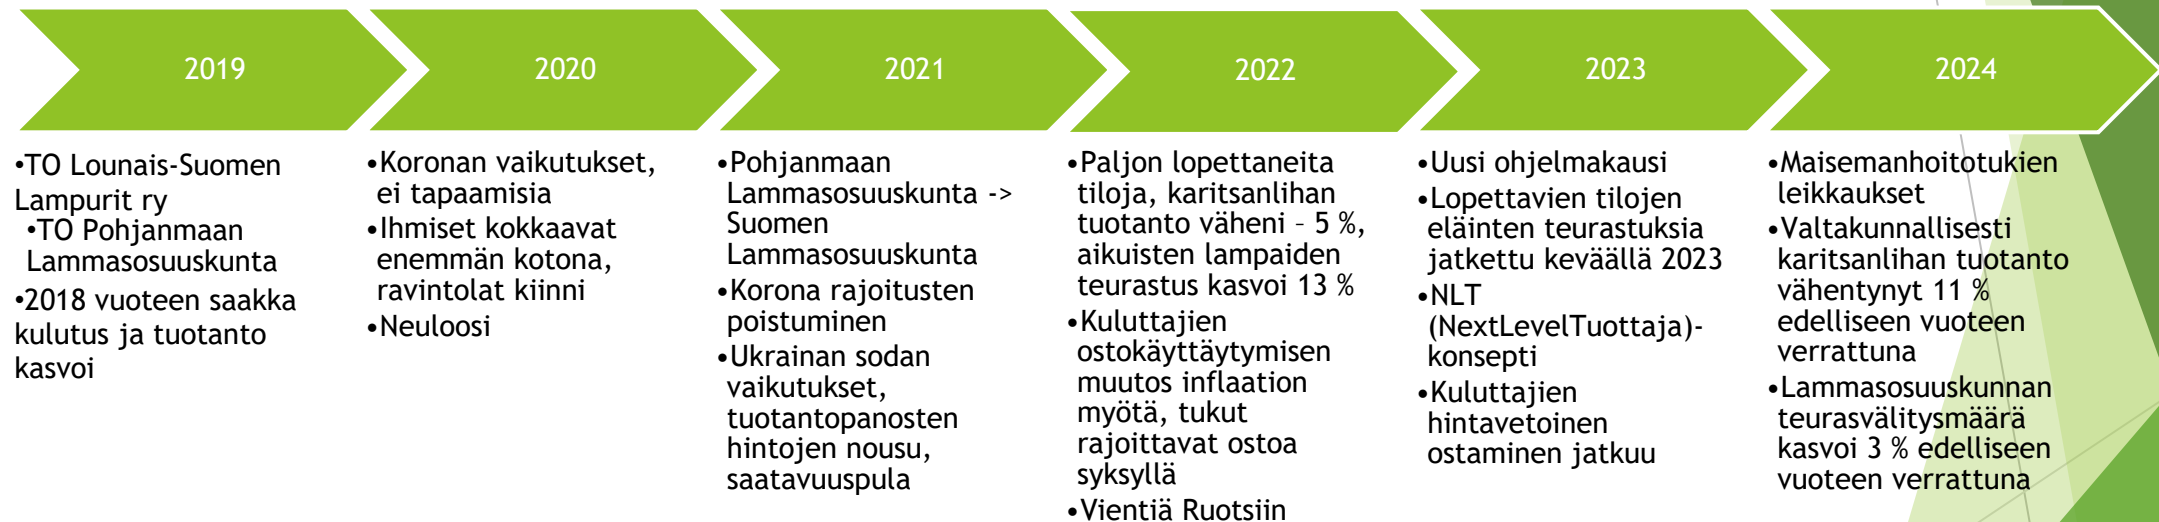 2019
2020
2021
2022
2023
2024
•TO Lounais-Suomen
Lampurit ry
•TO Pohjanmaan
Lammasosuuskunta
•2018 vuoteen saakka
kulutus ja tuotanto
kasvoi
•Koronan vaikutukset,
ei tapaamisia
•Ihmiset kokkaavat
enemmän kotona,
ravintolat kiinni
•Neuloosi
•Pohjanmaan
Lammasosuuskunta ->
Suomen
Lammasosuuskunta
•Korona rajoitusten
poistuminen
•Ukrainan sodan
vaikutukset,
tuotantopanosten
hintojen nousu,
saatavuuspula
•Paljon lopettaneita
tiloja, karitsanlihan
tuotanto väheni – 5 %,
aikuisten lampaiden
teurastus kasvoi 13 %
•Kuluttajien
ostokäyttäytymisen
muutos inflaation
myötä, tukut
rajoittavat ostoa
syksyllä
•Vientiä Ruotsiin
•Uusi ohjelmakausi
•Lopettavien tilojen
eläinten teurastuksia
jatkettu keväällä 2023
•NLT
(NextLevelTuottaja)-
konsepti
•Kuluttajien
hintavetoinen
ostaminen jatkuu
•Maisemanhoitotukien
leikkaukset
•Valtakunnallisesti
karitsanlihan tuotanto
vähentynyt 11 %
edelliseen vuoteen
verrattuna
•Lammasosuuskunnan
teurasvälitysmäärä
kasvoi 3 % edelliseen
vuoteen verrattuna